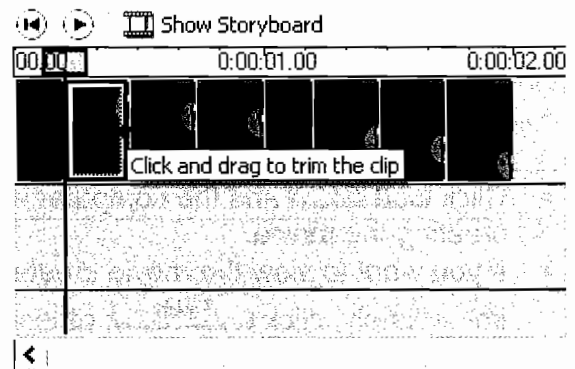 Show Storyboard
00.00 0:00:01.00 0:00:02.00
Click and drag to trim the clip